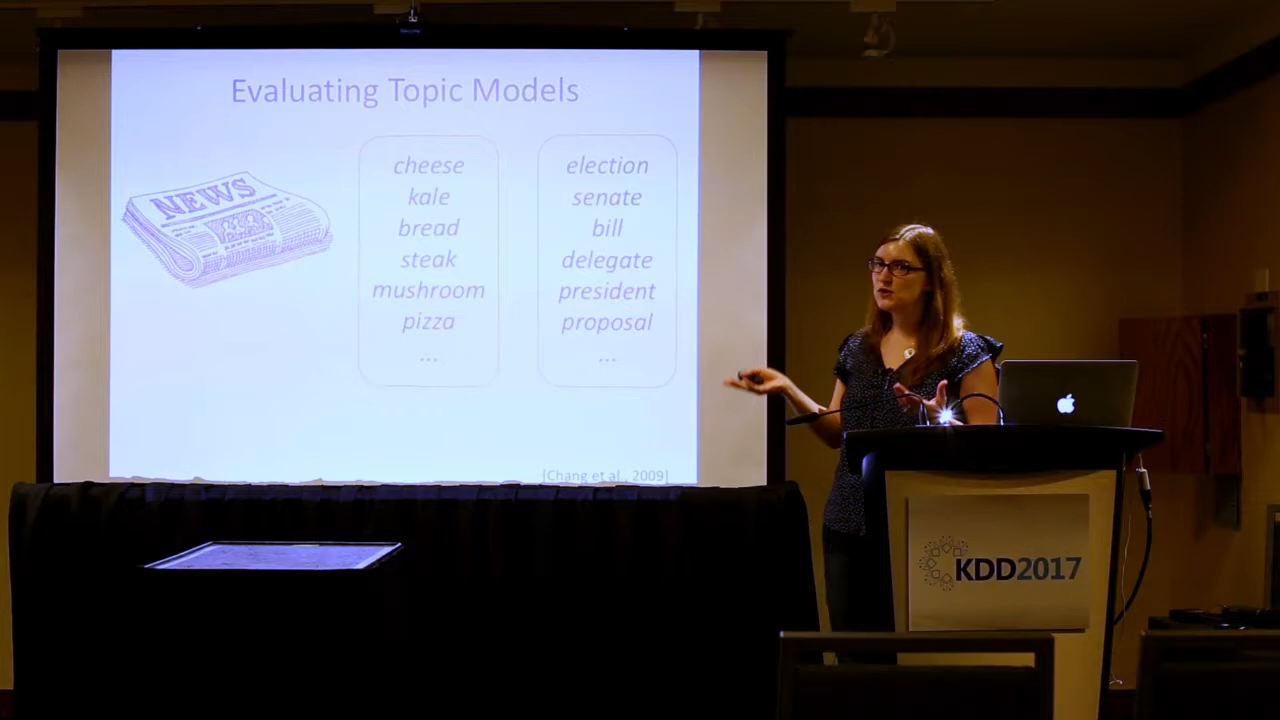 Evaluating Topic Models
NEWS
cheese
kale
bread
steak
mushroom
pizza
...
election
senate
bill
delegate
president
proposal
...
[Chang et al., 2009]
KDD2017